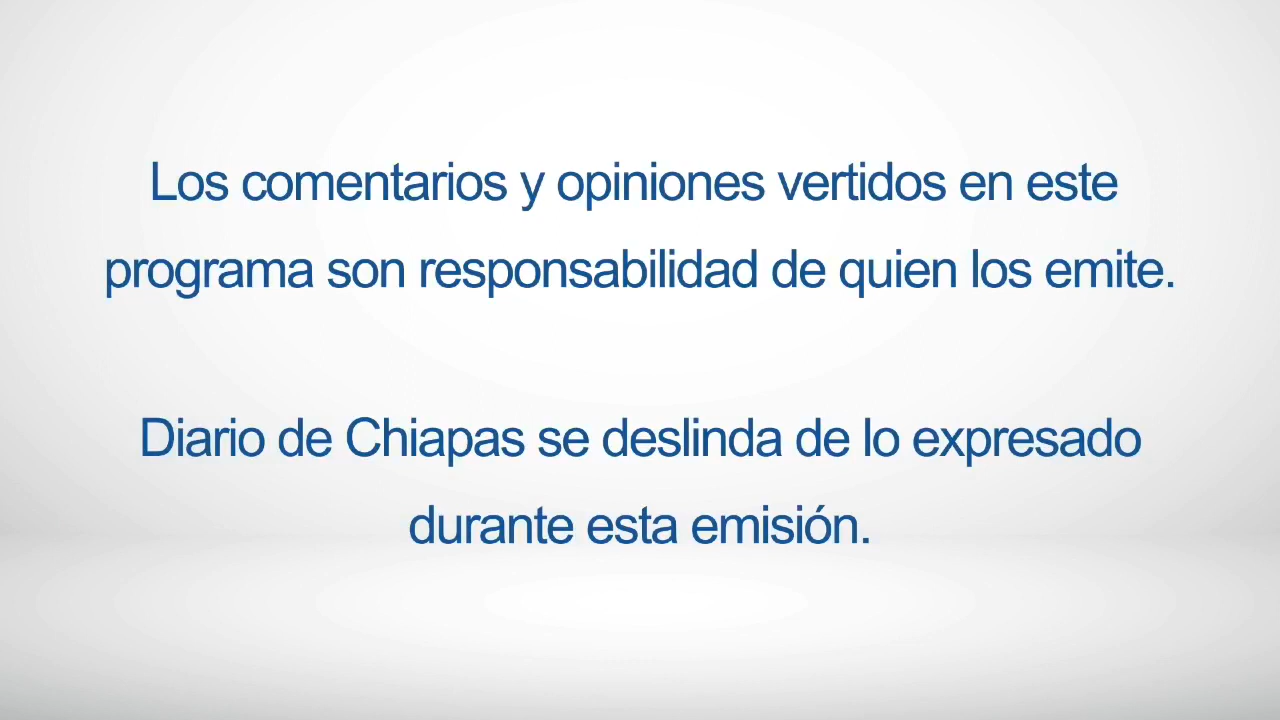 Los comentarios y opiniones vertidos en este
programa son responsabilidad de quien los emite.
Diario de Chiapas se deslinda de lo expresado
durante esta emisión.